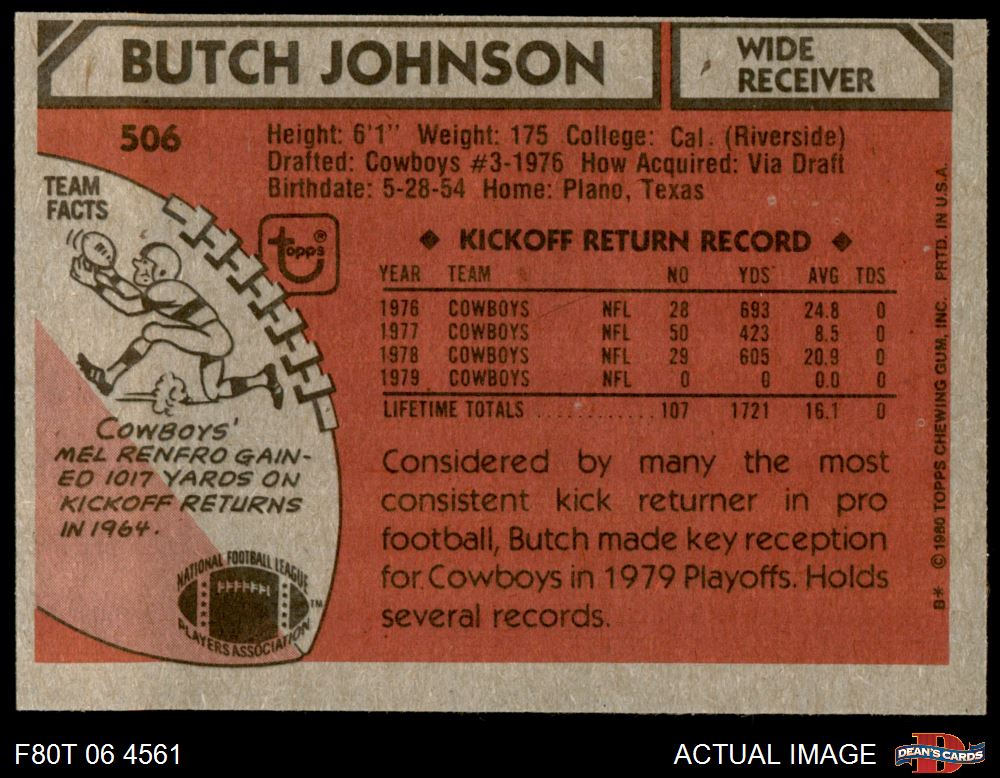 BUTCH JOHNSON
WIDE
RECEIVER
506
Height: 6'1" Weight: 175 College: Cal. (Riverside)
Drafted: Cowboys #3-1976 How Acquired: Via Draft
Birthdate: 5-28-54 Home: Plano, Texas
TEAM
FACTS
topps®
◆ KICKOFF RETURN RECORD ◆
YEAR TEAM NO YDS AVG TDS
1976 COWBOYS NFL 28 693 24.8 0
1977 COWBOYS NFL 50 423 8.5 0
1978 COWBOYS NFL 29 605 20.9 0
1979 COWBOYS NFL 0 0 0.0 0
LIFETIME TOTALS ............ 107 1721 16.1 0
COWBOYS'
MEL RENFRO GAIN-
ED 1017 YARDS ON
KICKOFF RETURNS
IN 1964.
Considered by many the most
consistent kick returner in pro
football, Butch made key reception
for Cowboys in 1979 Playoffs. Holds
several records.
NATIONAL FOOTBALL LEAGUE
PLAYERS ASSOCIATION
TM
B* © 1980 TOPPS CHEWING GUM, INC. PRTD. IN U.S.A.
F80T 06 4561
ACTUAL IMAGE
DEAN'S CARDS